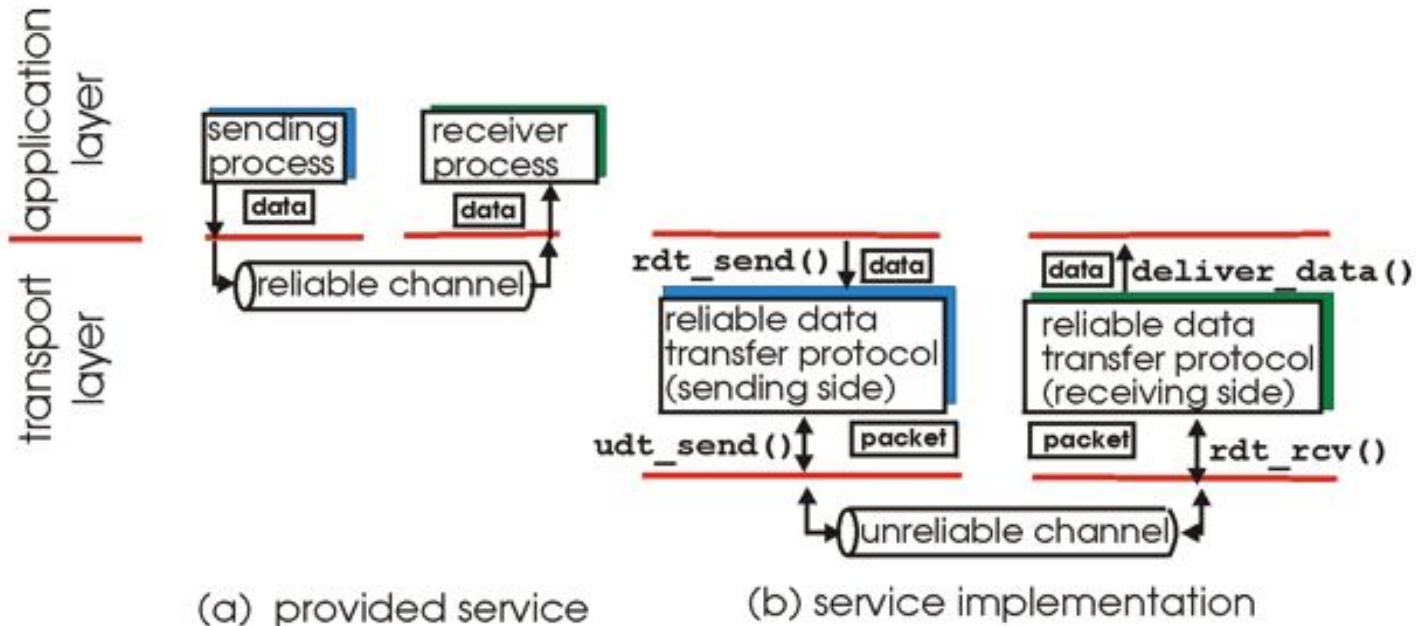 application
layer
transport
layer
sending
process
receiver
process
data
data
reliable channel
(a) provided service
rdt_send()
data
data
deliver_data()
reliable data
transfer protocol
(sending side)
reliable data
transfer protocol
(receiving side)
udt_send()
packet
packet
rdt_rcv()
unreliable channel
(b) service implementation